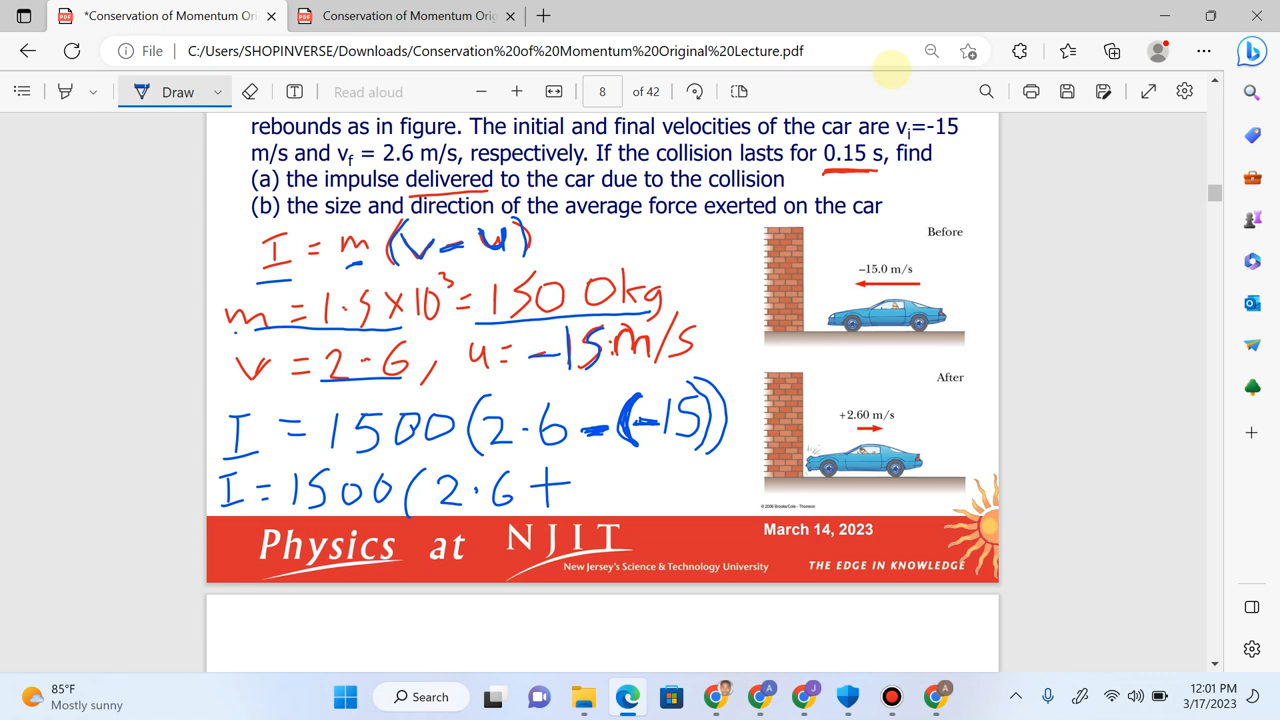 *Conservation of Momentum Ori
Conservation of Momentum Orig
File
C:/Users/SHOPINVERSE/Downloads/Conservation%20of%20Momentum%20Original%20Lecture.pdf
Draw
Read aloud
8
of 42
rebounds as in figure. The initial and final velocities of the car are vi=-15
m/s and vf = 2.6 m/s, respectively. If the collision lasts for 0.15 s, find
(a) the impulse delivered to the car due to the collision
(b) the size and direction of the average force exerted on the car
I = m (v - u)
m = 1.5×10³ = 1500kg
v = 2.6, u = -15 m/s
I = 1500(2.6 - (-15))
I = 1500(2.6 +
Before
-15.0 m/s
After
+2.60 m/s
© 2006 Brooks/Cole - Thomson
Physics at NJIT
New Jersey's Science & Technology University
March 14, 2023
THE EDGE IN KNOWLEDGE
85°F
Mostly sunny
Search
12:01 PM
3/17/2023